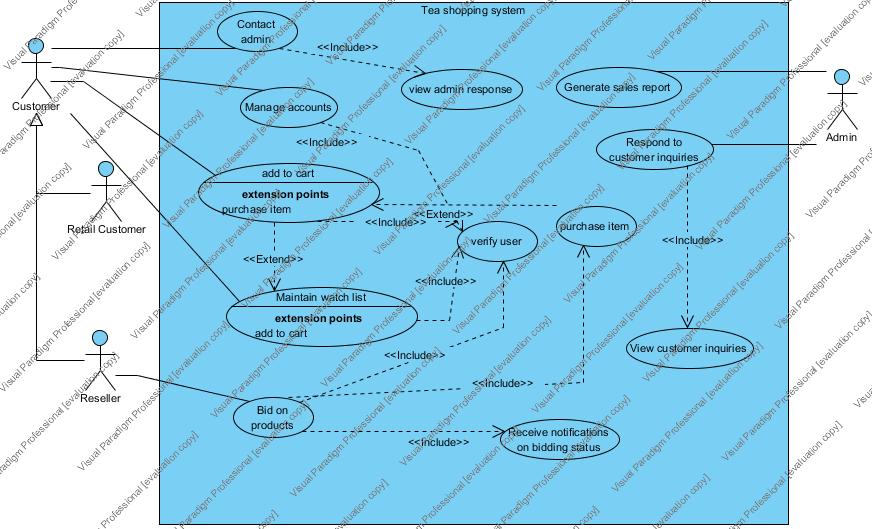 Tea shopping system
Contact
admin
<<Include>>
view admin response
Generate sales report
Customer
Manage accounts
Admin
<<Include>>
Respond to
customer inquiries
add to cart
extension points
purchase item
<<Include>>
<<Extend>>
Retail Customer
purchase item
verify user
<<Include>>
<<Extend>>
<<Include>>
Maintain watch list
extension points
add to cart
View customer inquiries
<<Include>>
<<Include>>
Reseller
Bid on
products
<<Include>>
Receive notifications
on bidding status
Visual Paradigm Professional [evaluation copy]